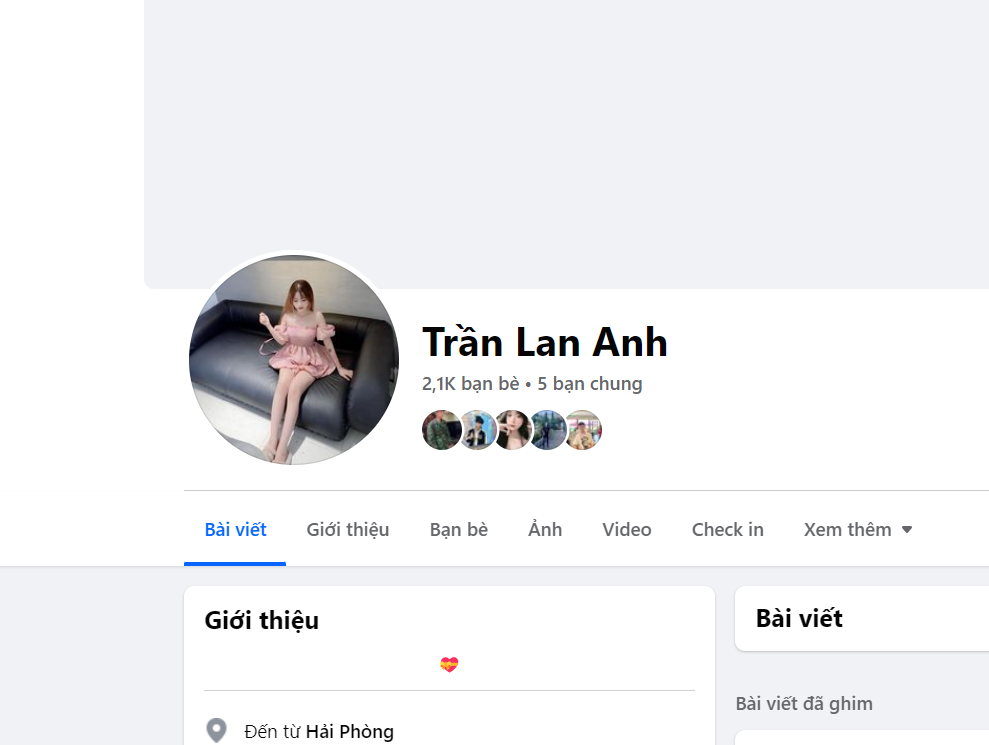 Trần Lan Anh
2,1K bạn bè • 5 bạn chung
Bài viết
Giới thiệu
Bạn bè
Ảnh
Video
Check in
Xem thêm
Giới thiệu
Đến từ Hải Phòng
Bài viết
Bài viết đã ghim